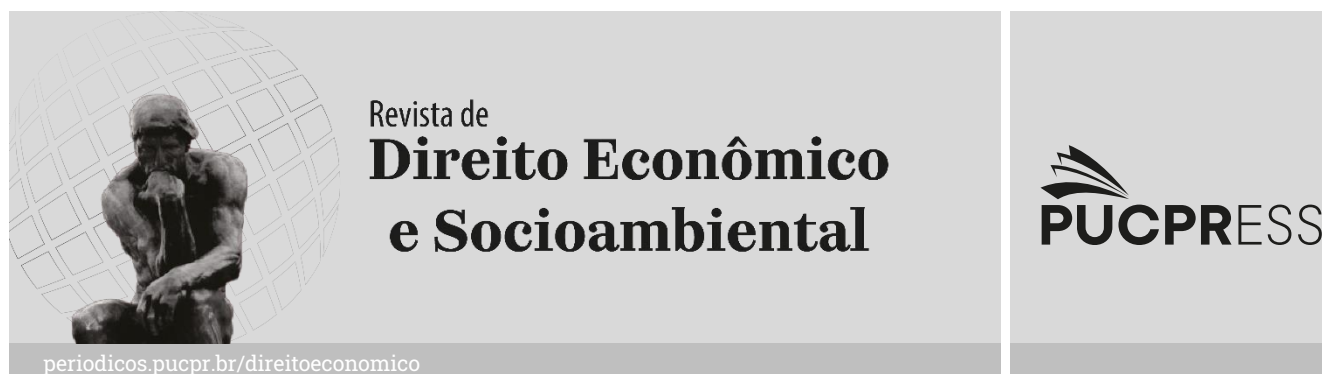 Revista de
Direito Econômico
e Socioambiental
PUCPRESS
periodicos.pucpr.br/direitoeconomico